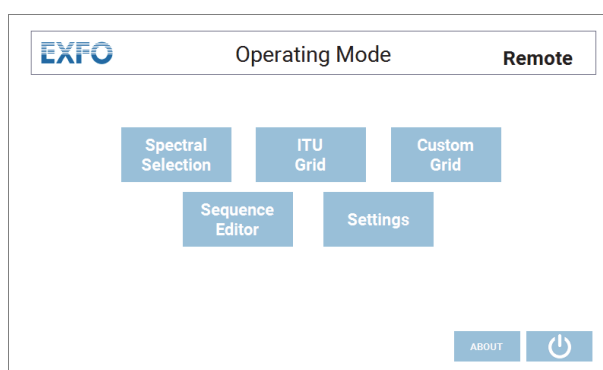 EXFO
Operating Mode
Remote
Spectral
Selection
ITU
Grid
Custom
Grid
Sequence
Editor
Settings
ABOUT